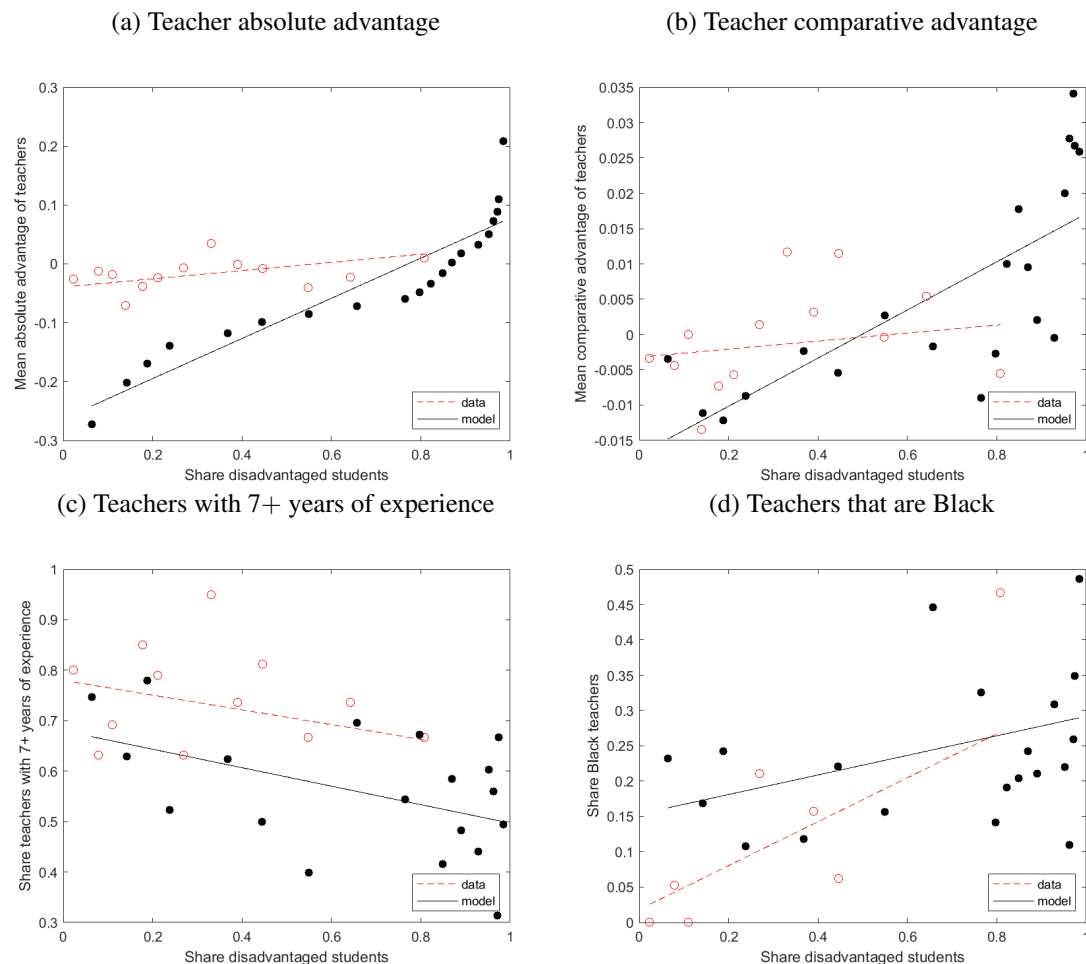 (a) Teacher absolute advantage
(b) Teacher comparative advantage
0.3
0.2
0.1
0
-0.1
-0.2
-0.3
Mean absolute advantage of teachers
data
model
0 0.2 0.4 0.6 0.8 1
Share disadvantaged students
0.035
0.03
0.025
0.02
0.015
0.01
0.005
0
-0.005
-0.01
-0.015
Mean comparative advantage of teachers
data
model
0 0.2 0.4 0.6 0.8 1
Share disadvantaged students
(c) Teachers with 7+ years of experience
(d) Teachers that are Black
1
0.9
0.8
0.7
0.6
0.5
0.4
0.3
Share teachers with 7+ years of experience
data
model
0 0.2 0.4 0.6 0.8 1
Share disadvantaged students
0.5
0.45
0.4
0.35
0.3
0.25
0.2
0.15
0.1
0.05
0
Share Black teachers
data
model
0 0.2 0.4 0.6 0.8 1
Share disadvantaged students